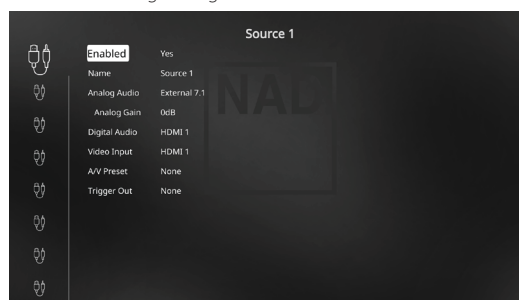 Source 1
Enabled Yes
Name Source 1
Analog Audio External 7.1
Analog Gain 0dB
Digital Audio HDMI 1
Video Input HDMI 1
A/V Preset None
Trigger Out None
NAD